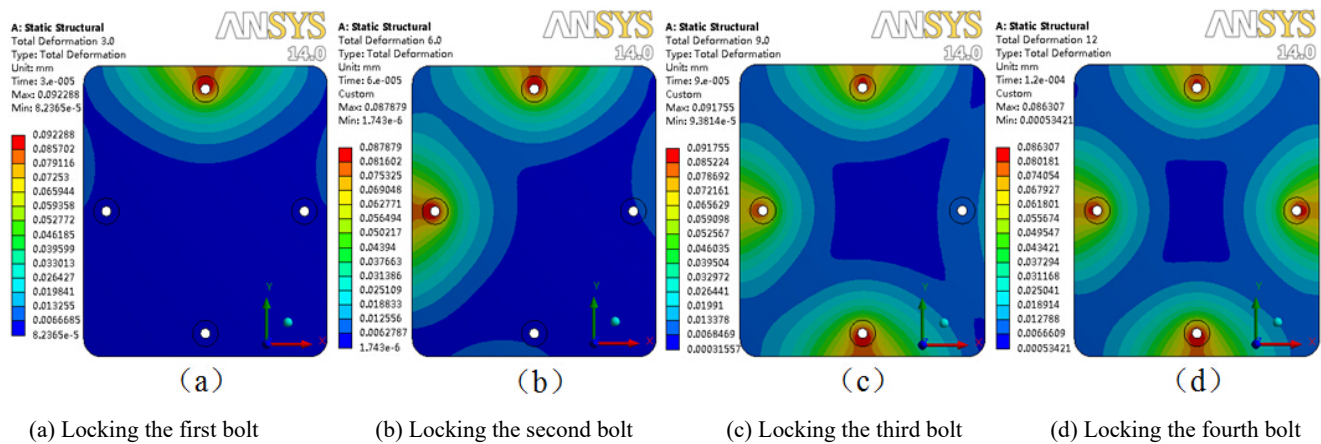 A: Static Structural
Total Deformation 3.0
Type: Total Deformation
Unit: mm
Time: 3.e-005
Max: 0.092288
Min: 8.2365e-5
ANSYS
14.0
0.092288
0.085702
0.079116
0.07253
0.065944
0.059358
0.052772
0.046185
0.039599
0.033013
0.026427
0.019841
0.013255
0.0066685
8.2365e-5
Y
X
(a)
A: Static Structural
Total Deformation 6.0
Type: Total Deformation
Unit: mm
Time: 6.e-005
Custom
Max: 0.087879
Min: 1.743e-6
ANSYS
14.0
0.087879
0.081602
0.075325
0.069048
0.062771
0.056494
0.050217
0.04394
0.037663
0.031386
0.025109
0.018833
0.012556
0.0062787
1.743e-6
Y
X
(b)
A: Static Structural
Total Deformation 9.0
Type: Total Deformation
Unit: mm
Time: 9.e-005
Custom
Max: 0.091755
Min: 9.3814e-5
ANSYS
14.0
0.091755
0.085224
0.078692
0.072161
0.065629
0.059098
0.052567
0.046035
0.039504
0.032972
0.026441
0.01991
0.013378
0.0068469
0.00031557
Y
X
(c)
A: Static Structural
Total Deformation 12
Type: Total Deformation
Unit: mm
Time: 1.2e-004
Custom
Max: 0.086307
Min: 0.00053421
ANSYS
14.0
0.086307
0.080181
0.074054
0.067927
0.061801
0.055674
0.049547
0.043421
0.037294
0.031168
0.025041
0.018914
0.012788
0.0066609
0.00053421
Y
X
(d)
(a) Locking the first bolt
(b) Locking the second bolt
(c) Locking the third bolt
(d) Locking the fourth bolt